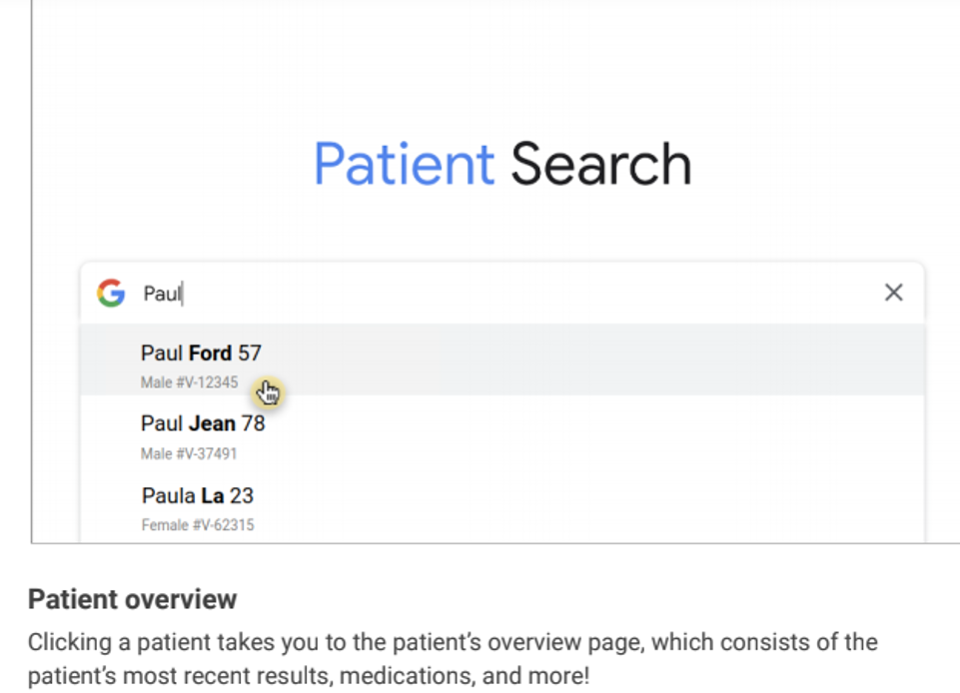 Patient Search
Paul
Paul Ford 57
Male #V-12345
Paul Jean 78
Male #V-37491
Paula La 23
Female #V-62315
Patient overview
Clicking a patient takes you to the patient’s overview page, which consists of the
patient’s most recent results, medications, and more!